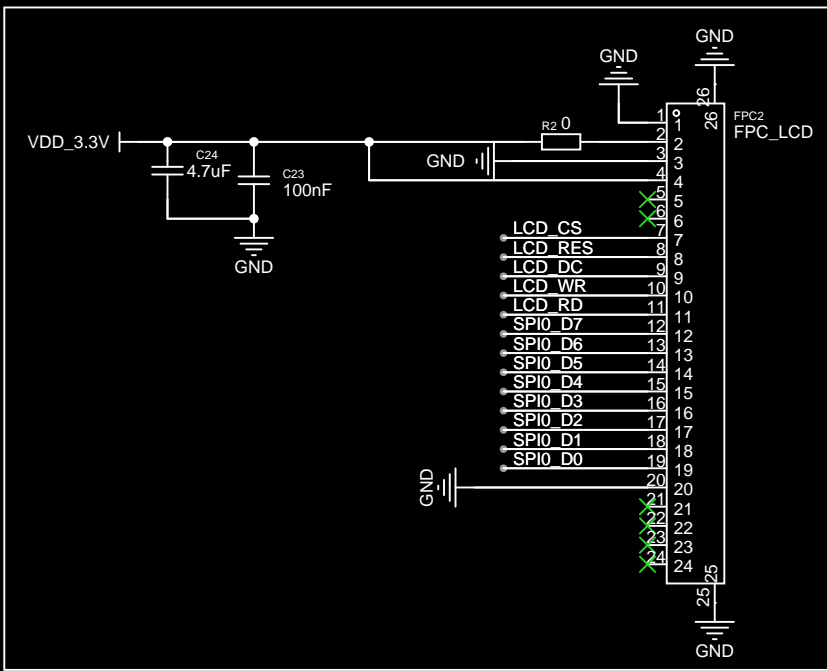 GND
GND
26
FPC2
FPC_LCD
26
1
1
R2 0
2
2
VDD_3.3V
C24
4.7uF
C23
100nF
GND
3
3
4
4
5
5
6
6
GND
LCD_CS
7
7
LCD_RES
8
8
LCD_DC
9
9
LCD_WR
10
10
LCD_RD
11
11
SPI0_D7
12
12
SPI0_D6
13
13
SPI0_D5
14
14
SPI0_D4
15
15
SPI0_D3
16
16
SPI0_D2
17
17
SPI0_D1
18
18
SPI0_D0
19
19
GND
20
20
21
21
22
22
23
23
24
24
25
25
GND